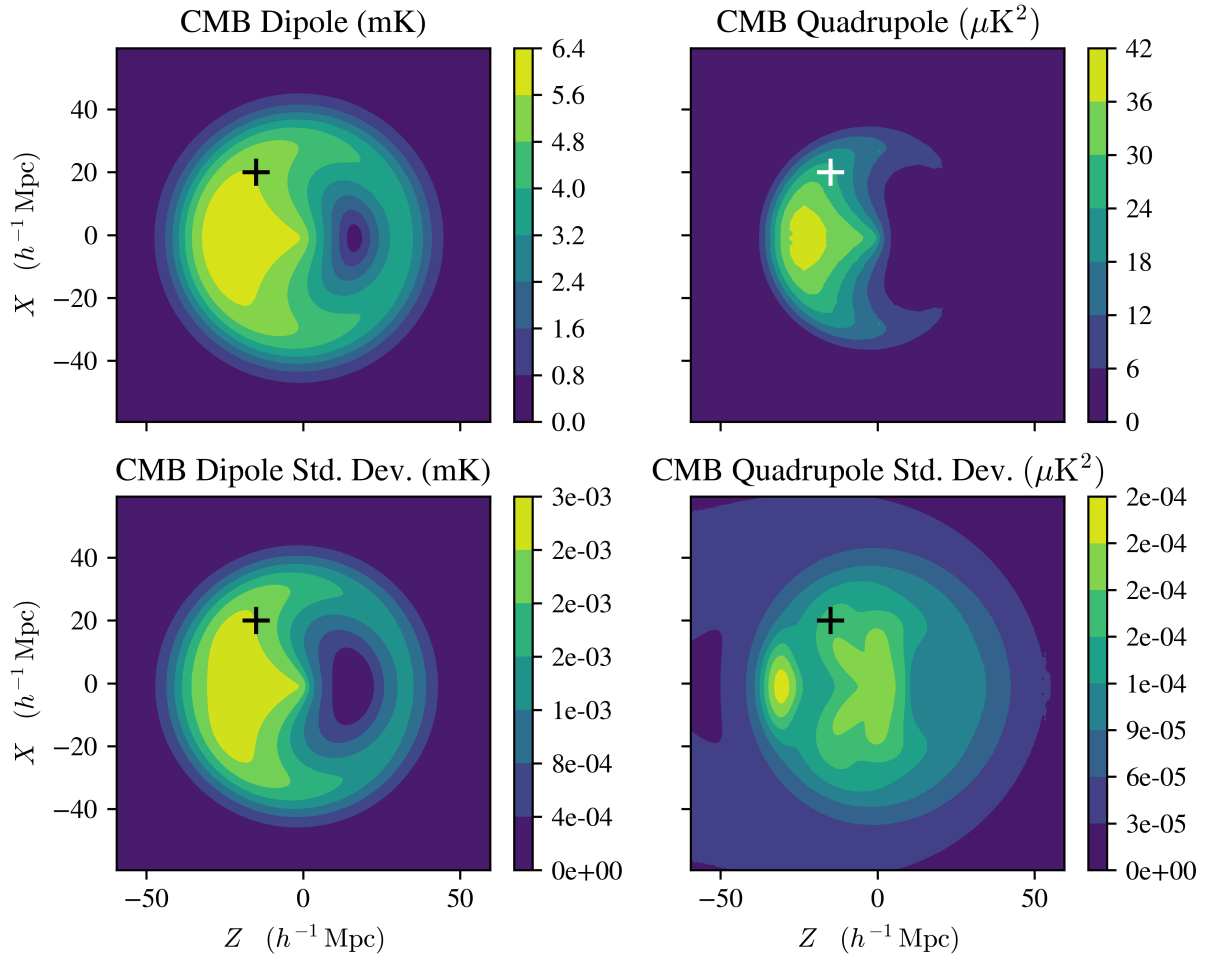 CMB Dipole (mK)
40
20
0
−20
−40
X (h⁻¹ Mpc)
6.4
5.6
4.8
4.0
3.2
2.4
1.6
0.8
0.0
CMB Quadrupole (μK²)
42
36
30
24
18
12
6
0
CMB Dipole Std. Dev. (mK)
40
20
0
−20
−40
X (h⁻¹ Mpc)
−50 0 50
Z (h⁻¹ Mpc)
3e-03
2e-03
2e-03
2e-03
1e-03
8e-04
4e-04
0e+00
CMB Quadrupole Std. Dev. (μK²)
−50 0 50
Z (h⁻¹ Mpc)
2e-04
2e-04
2e-04
2e-04
1e-04
9e-05
6e-05
3e-05
0e+00